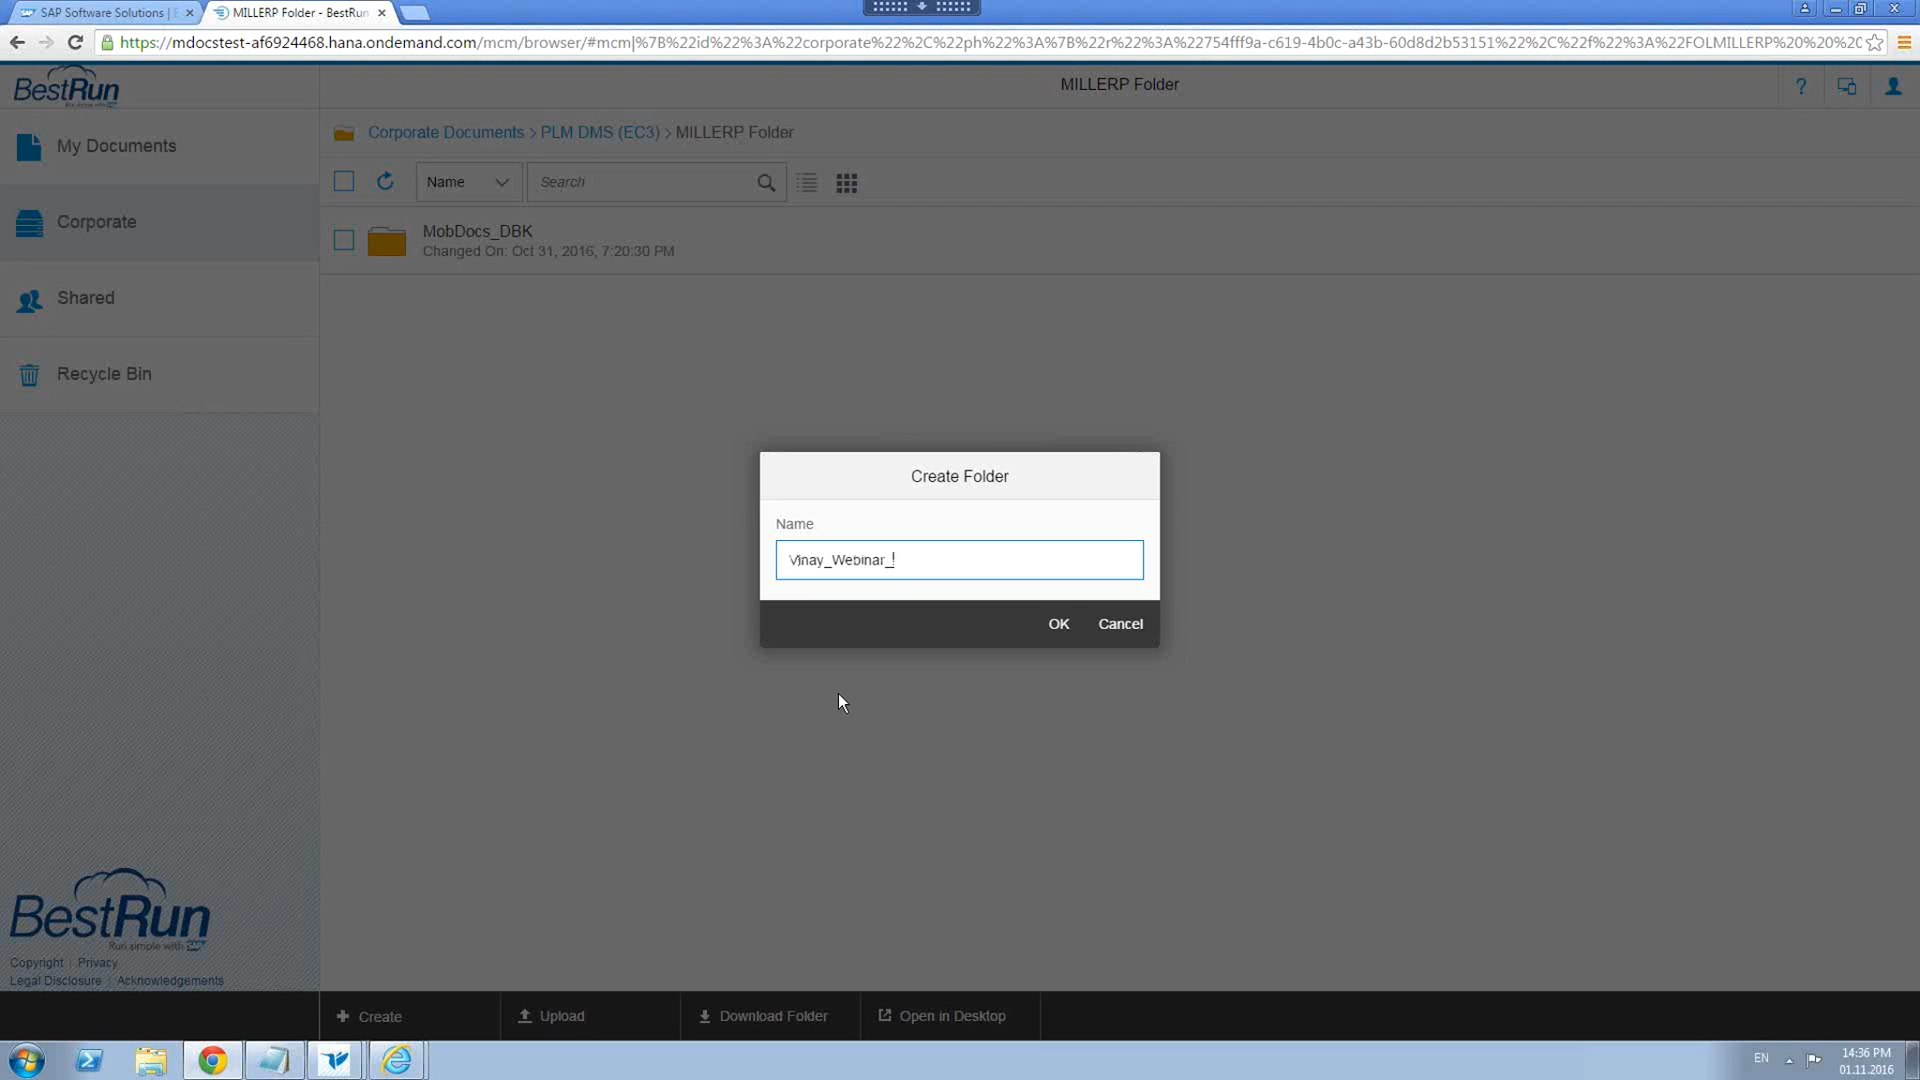 SAP Software Solutions | E
MILLERP Folder - BestRun
https://mdocstest-af6924468.hana.ondemand.com/mcm/browser/#mcm|%7B%22id%22%3A%22corporate%22%2C%22ph%22%3A%7B%22r%22%3A%22754fff9a-c619-4b0c-a43b-60d8d2b53151%22%2C%22f%22%3A%22FOLMILLERP%20%20%20
BestRun
MILLERP Folder
?
Corporate Documents > PLM DMS (EC3) > MILLERP Folder
My Documents
Name
Search
Corporate
MobDocs_DBK
Changed On: Oct 31, 2016, 7:20:30 PM
Shared
Recycle Bin
Create Folder
Name
Vinay_Webinar_
OK
Cancel
BestRun
Run simple with SAP
Copyright | Privacy
Legal Disclosure | Acknowledgements
Create
Upload
Download Folder
Open in Desktop
EN
14:36 PM
01.11.2016